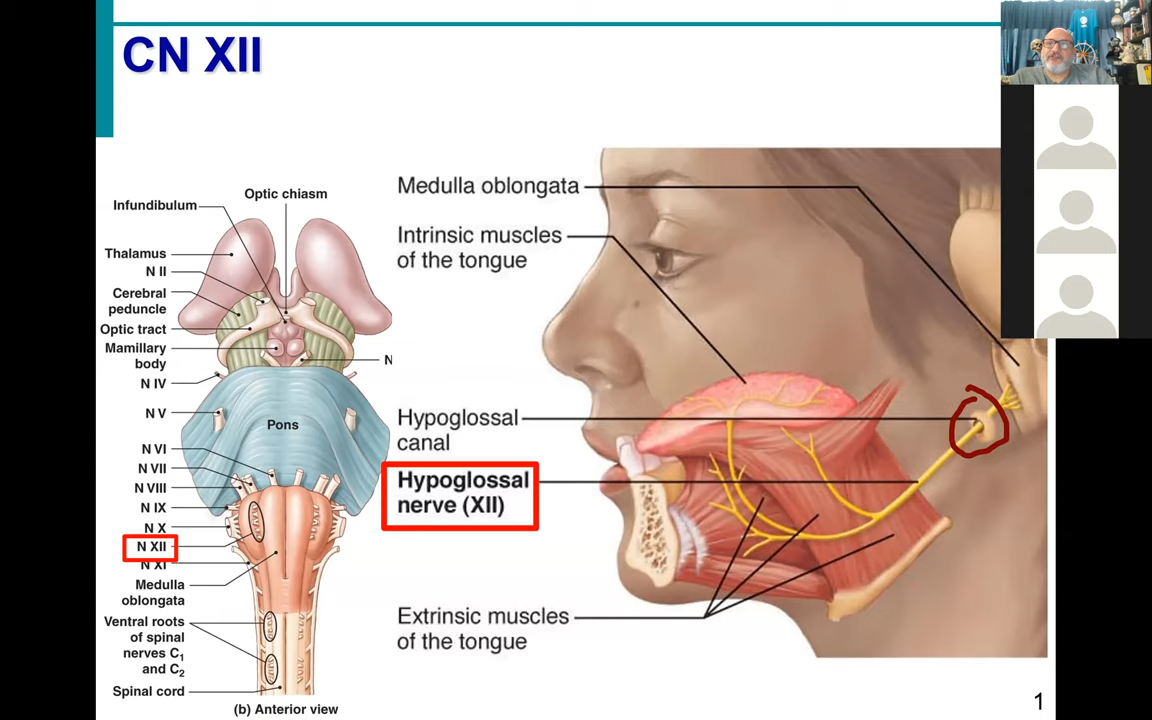 CN XII
Optic chiasm
Infundibulum
Thalamus
N II
Cerebral
peduncle
Optic tract
Mamillary
body
N
N IV
N V
Pons
N VI
N VII
N VIII
N IX
N X
N XII
N XI
Medulla
oblongata
Ventral roots
of spinal
nerves C₁
and C₂
Spinal cord
(b) Anterior view
Medulla oblongata
Intrinsic muscles
of the tongue
Hypoglossal
canal
Hypoglossal
nerve (XII)
Extrinsic muscles
of the tongue
1